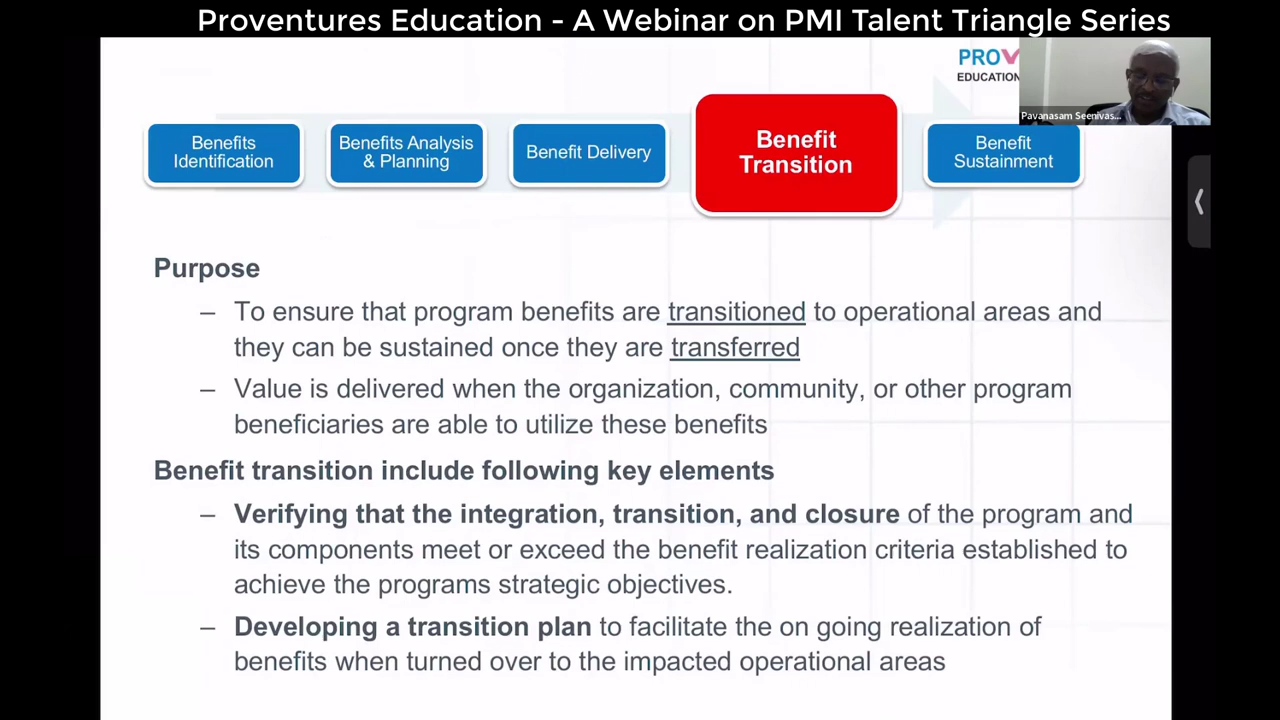 Proventures Education - A Webinar on PMI Talent Triangle Series
PROV
EDUCATION
Pavanasam Seenivas...
Benefits
Identification
Benefits Analysis
& Planning
Benefit Delivery
Benefit
Transition
Benefit
Sustainment
Purpose
– To ensure that program benefits are transitioned to operational areas and
they can be sustained once they are transferred
– Value is delivered when the organization, community, or other program
beneficiaries are able to utilize these benefits
Benefit transition include following key elements
– Verifying that the integration, transition, and closure of the program and
its components meet or exceed the benefit realization criteria established to
achieve the programs strategic objectives.
– Developing a transition plan to facilitate the on going realization of
benefits when turned over to the impacted operational areas